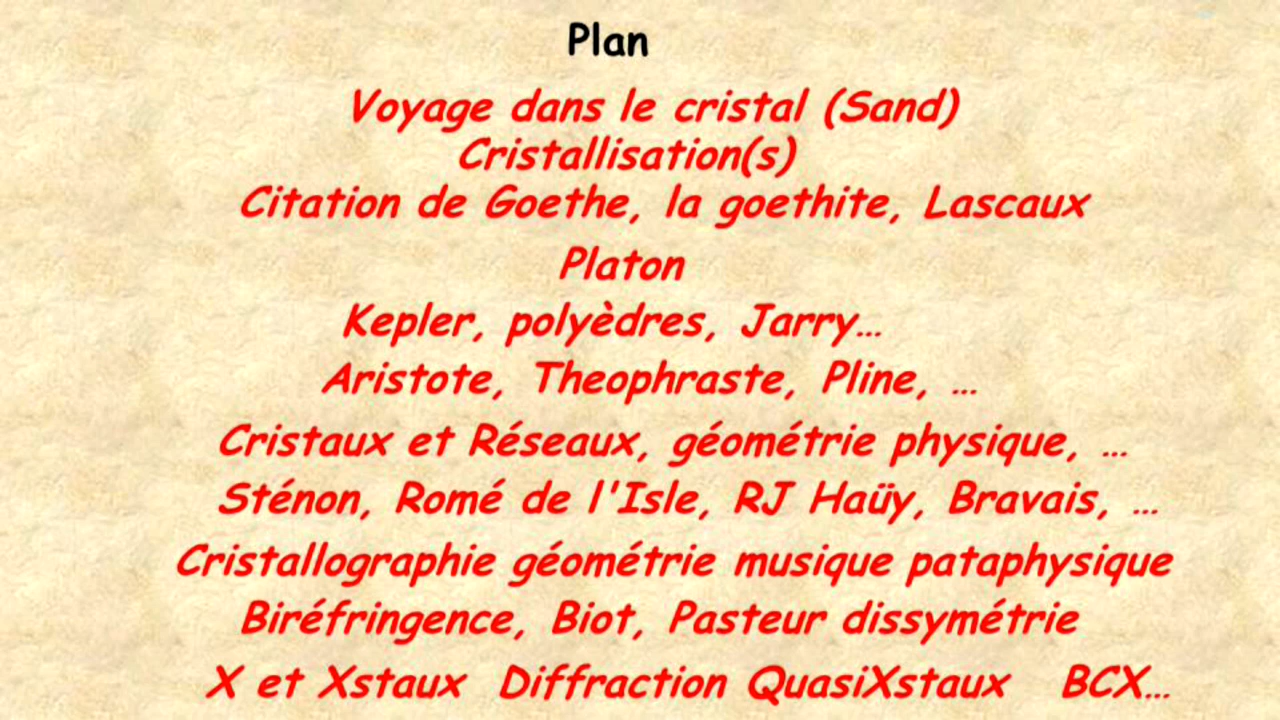 Plan
Voyage dans le cristal (Sand)
Cristallisation(s)
Citation de Goethe, la goethite, Lascaux
Platon
Kepler, polyèdres, Jarry...
Aristote, Theophraste, Pline, ...
Cristaux et Réseaux, géométrie physique, ...
Sténon, Romé de l'Isle, RJ Haüy, Bravais, ...
Cristallographie géométrie musique pataphysique
Biréfringence, Biot, Pasteur dissymétrie
X et Xstaux Diffraction QuasiXstaux BCX...